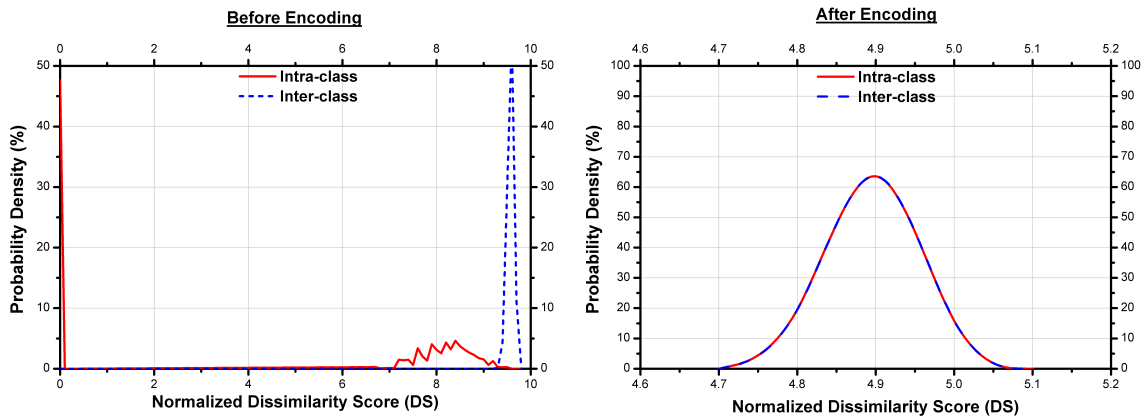 Before Encoding
0 2 4 6 8 10
50 50
Intra-class
Inter-class
40 40
30 30
20 20
10 10
0 0
0 2 4 6 8 10
Probability Density (%)
Normalized Dissimilarity Score (DS)
After Encoding
4.6 4.7 4.8 4.9 5.0 5.1 5.2
100 100
Intra-class
90 90
Inter-class
80 80
70 70
60 60
50 50
40 40
30 30
20 20
10 10
0 0
4.6 4.7 4.8 4.9 5.0 5.1 5.2
Probability Density (%)
Normalized Dissimilarity Score (DS)